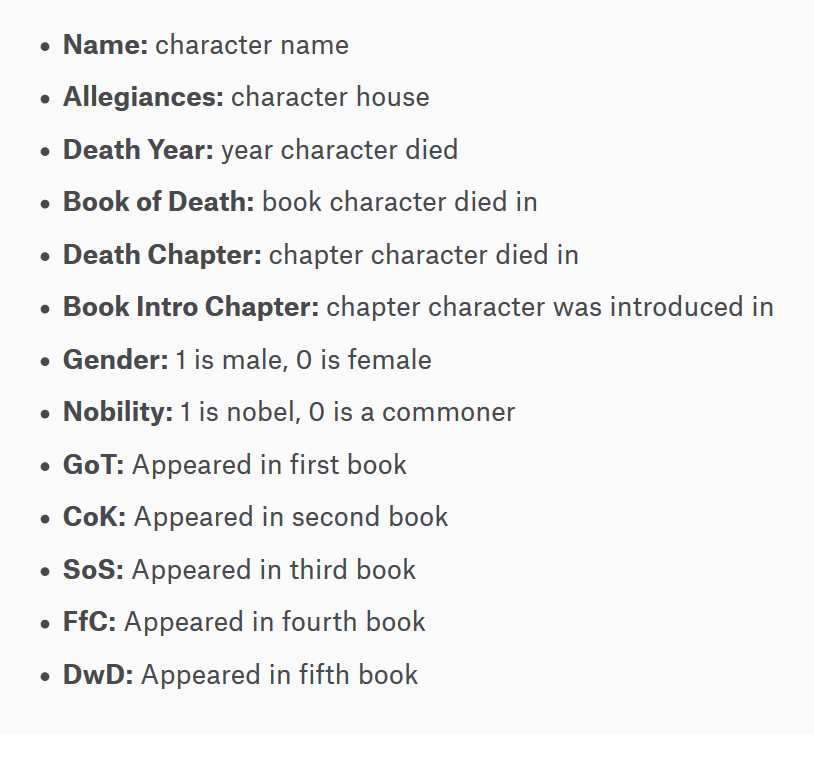 Name: character name
Allegiances: character house
Death Year: year character died
Book of Death: book character died in
Death Chapter: chapter character died in
Book Intro Chapter: chapter character was introduced in
Gender: 1 is male, 0 is female
Nobility: 1 is nobel, 0 is a commoner
GoT: Appeared in first book
CoK: Appeared in second book
SoS: Appeared in third book
FfC: Appeared in fourth book
DwD: Appeared in fifth book